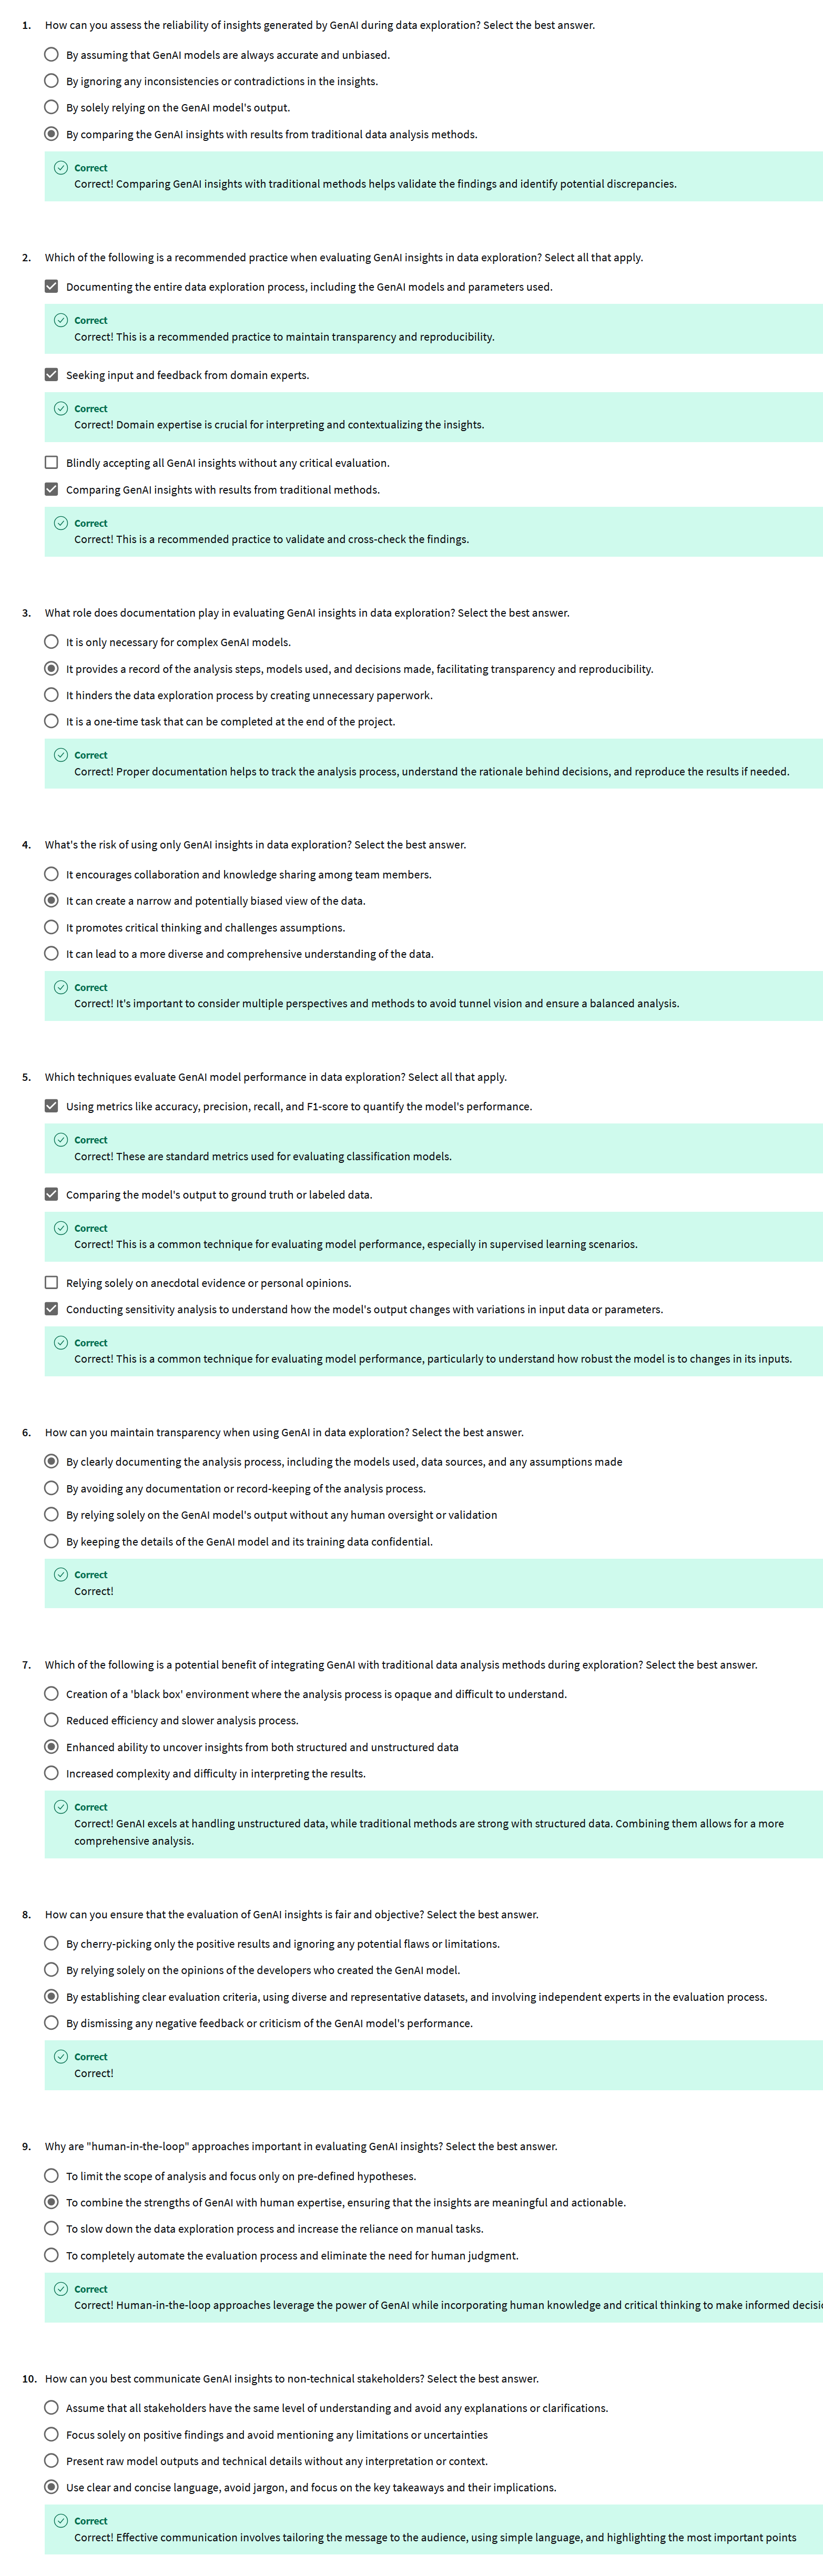 1. How can you assess the reliability of insights generated by GenAI during data exploration? Select the best answer.
By assuming that GenAI models are always accurate and unbiased.
By ignoring any inconsistencies or contradictions in the insights.
By solely relying on the GenAI model's output.
By comparing the GenAI insights with results from traditional data analysis methods.
Correct
Correct! Comparing GenAI insights with traditional methods helps validate the findings and identify potential discrepancies.
2. Which of the following is a recommended practice when evaluating GenAI insights in data exploration? Select all that apply.
Documenting the entire data exploration process, including the GenAI models and parameters used.
Correct
Correct! This is a recommended practice to maintain transparency and reproducibility.
Seeking input and feedback from domain experts.
Correct
Correct! Domain expertise is crucial for interpreting and contextualizing the insights.
Blindly accepting all GenAI insights without any critical evaluation.
Comparing GenAI insights with results from traditional methods.
Correct
Correct! This is a recommended practice to validate and cross-check the findings.
3. What role does documentation play in evaluating GenAI insights in data exploration? Select the best answer.
It is only necessary for complex GenAI models.
It provides a record of the analysis steps, models used, and decisions made, facilitating transparency and reproducibility.
It hinders the data exploration process by creating unnecessary paperwork.
It is a one-time task that can be completed at the end of the project.
Correct
Correct! Proper documentation helps to track the analysis process, understand the rationale behind decisions, and reproduce the results if needed.
4. What's the risk of using only GenAI insights in data exploration? Select the best answer.
It encourages collaboration and knowledge sharing among team members.
It can create a narrow and potentially biased view of the data.
It promotes critical thinking and challenges assumptions.
It can lead to a more diverse and comprehensive understanding of the data.
Correct
Correct! It's important to consider multiple perspectives and methods to avoid tunnel vision and ensure a balanced analysis.
5. Which techniques evaluate GenAI model performance in data exploration? Select all that apply.
Using metrics like accuracy, precision, recall, and F1-score to quantify the model's performance.
Correct
Correct! These are standard metrics used for evaluating classification models.
Comparing the model's output to ground truth or labeled data.
Correct
Correct! This is a common technique for evaluating model performance, especially in supervised learning scenarios.
Relying solely on anecdotal evidence or personal opinions.
Conducting sensitivity analysis to understand how the model's output changes with variations in input data or parameters.
Correct
Correct! This is a common technique for evaluating model performance, particularly to understand how robust the model is to changes in its inputs.
6. How can you maintain transparency when using GenAI in data exploration? Select the best answer.
By clearly documenting the analysis process, including the models used, data sources, and any assumptions made
By avoiding any documentation or record-keeping of the analysis process.
By relying solely on the GenAI model's output without any human oversight or validation
By keeping the details of the GenAI model and its training data confidential.
Correct
Correct!
7. Which of the following is a potential benefit of integrating GenAI with traditional data analysis methods during exploration? Select the best answer.
Creation of a 'black box' environment where the analysis process is opaque and difficult to understand.
Reduced efficiency and slower analysis process.
Enhanced ability to uncover insights from both structured and unstructured data
Increased complexity and difficulty in interpreting the results.
Correct
Correct! GenAI excels at handling unstructured data, while traditional methods are strong with structured data. Combining them allows for a more
comprehensive analysis.
8. How can you ensure that the evaluation of GenAI insights is fair and objective? Select the best answer.
By cherry-picking only the positive results and ignoring any potential flaws or limitations.
By relying solely on the opinions of the developers who created the GenAI model.
By establishing clear evaluation criteria, using diverse and representative datasets, and involving independent experts in the evaluation process.
By dismissing any negative feedback or criticism of the GenAI model's performance.
Correct
Correct!
9. Why are "human-in-the-loop" approaches important in evaluating GenAI insights? Select the best answer.
To limit the scope of analysis and focus only on pre-defined hypotheses.
To combine the strengths of GenAI with human expertise, ensuring that the insights are meaningful and actionable.
To slow down the data exploration process and increase the reliance on manual tasks.
To completely automate the evaluation process and eliminate the need for human judgment.
Correct
Correct! Human-in-the-loop approaches leverage the power of GenAI while incorporating human knowledge and critical thinking to make informed
10. How can you best communicate GenAI insights to non-technical stakeholders? Select the best answer.
Assume that all stakeholders have the same level of understanding and avoid any explanations or clarifications.
Focus solely on positive findings and avoid mentioning any limitations or uncertainties
Present raw model outputs and technical details without any interpretation or context.
Use clear and concise language, avoid jargon, and focus on the key takeaways and their implications.
Correct
Correct! Effective communication involves tailoring the message to the audience, using simple language, and highlighting the most important points